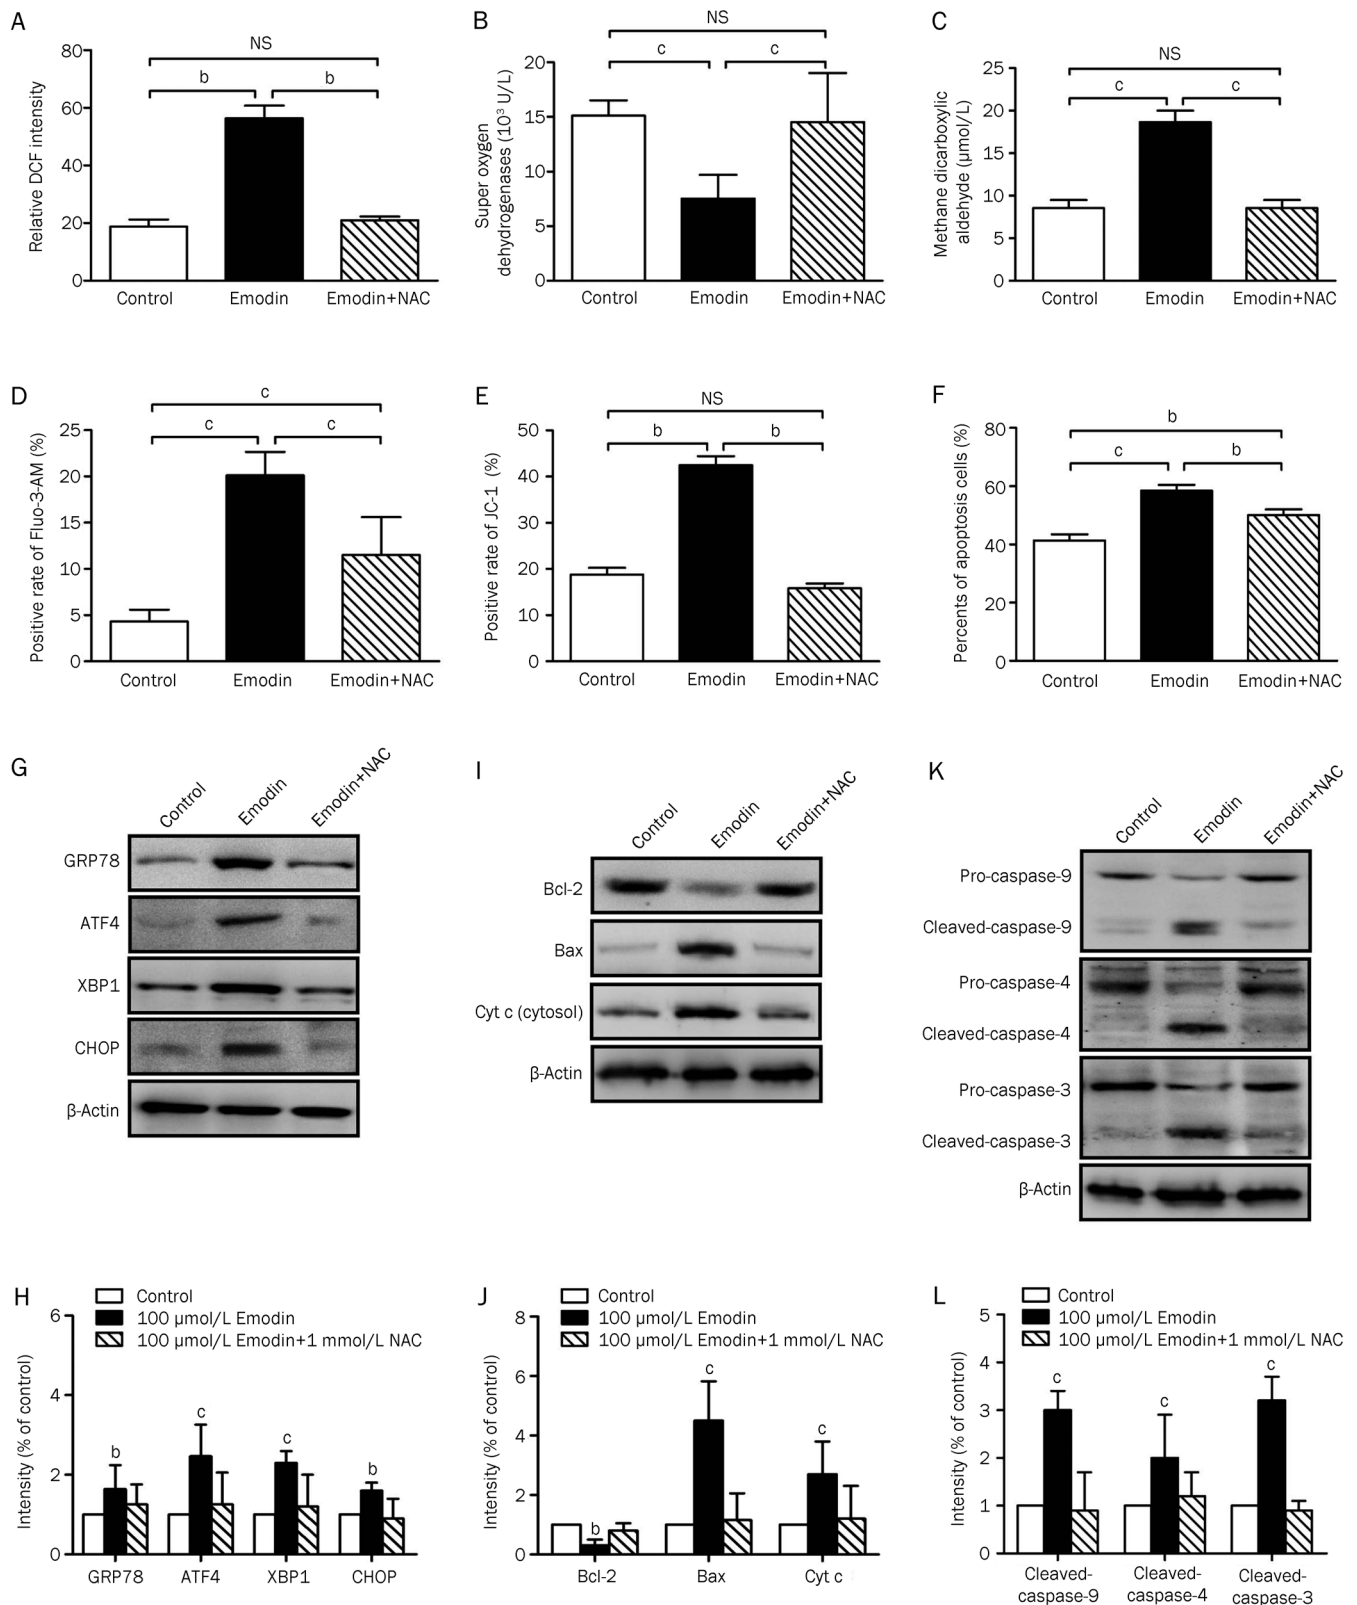 A
NS
b
b
Relative DCF intensity
80
60
40
20
0
Control
Emodin
Emodin+NAC
B
NS
c
c
Super oxygen
dehydrogenases (10³ U/L)
20
15
10
5
0
Control
Emodin
Emodin+NAC
C
NS
c
c
Methane dicarboxylic
aldehyde (μmol/L)
25
20
15
10
5
0
Control
Emodin
Emodin+NAC
D
c
c
c
Positive rate of Fluo-3-AM (%)
25
20
15
10
5
0
Control
Emodin
Emodin+NAC
E
NS
b
b
Positive rate of JC-1 (%)
50
40
30
20
10
0
Control
Emodin
Emodin+NAC
F
b
c
b
Percents of apoptosis cells (%)
80
60
40
20
0
Control
Emodin
Emodin+NAC
G
Control
Emodin
Emodin+NAC
GRP78
ATF4
XBP1
CHOP
β-Actin
I
Control
Emodin
Emodin+NAC
Bcl-2
Bax
Cyt c (cytosol)
β-Actin
K
Control
Emodin
Emodin+NAC
Pro-caspase-9
Cleaved-caspase-9
Pro-caspase-4
Cleaved-caspase-4
Pro-caspase-3
Cleaved-caspase-3
β-Actin
H
Control
100 μmol/L Emodin
100 μmol/L Emodin+1 mmol/L NAC
Intensity (% of control)
6
4
2
0
b
c
c
b
GRP78
ATF4
XBP1
CHOP
J
Control
100 μmol/L Emodin
100 μmol/L Emodin+1 mmol/L NAC
Intensity (% of control)
8
6
4
2
0
b
c
c
Bcl-2
Bax
Cyt c
L
Control
100 μmol/L Emodin
100 μmol/L Emodin+1 mmol/L NAC
Intensity (% of control)
5
4
3
2
1
0
c
c
c
Cleaved-
caspase-9
Cleaved-
caspase-4
Cleaved-
caspase-3